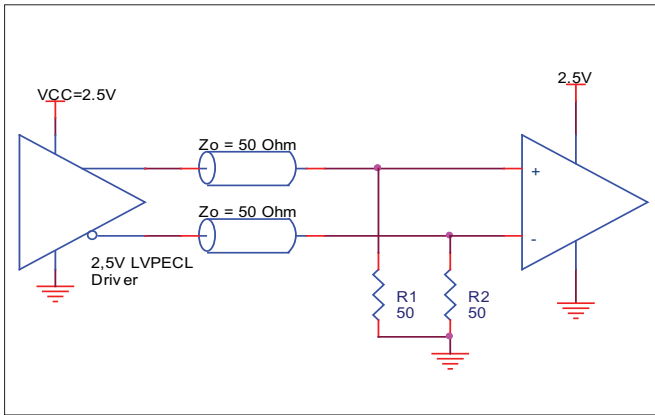 VCC=2.5V
2.5V
Zo = 50 Ohm
+
Zo = 50 Ohm
-
2,5V LVPECL
Driver
R1
50
R2
50